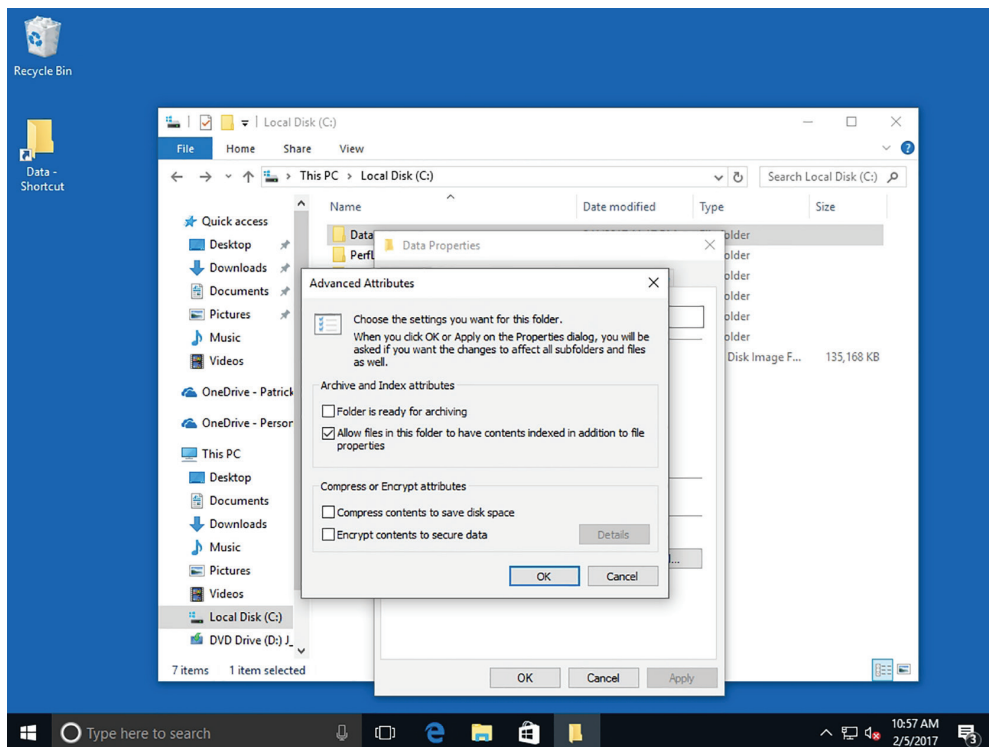 Recycle Bin
Data -
Shortcut
Local Disk (C:)
File Home Share View
This PC > Local Disk (C:)
Search Local Disk (C:)
Name Date modified Type Size
Quick access
Desktop
Downloads
Documents
Pictures
Music
Videos
OneDrive - Patrick
OneDrive - Person
This PC
Desktop
Documents
Downloads
Music
Pictures
Videos
Local Disk (C:)
DVD Drive (D:) J_
7 items 1 item selected
Data
PerfL
Disk Image F... 135,168 KB
Data Properties
Advanced Attributes
Choose the settings you want for this folder.
When you click OK or Apply on the Properties dialog, you will be
asked if you want the changes to affect all subfolders and files
as well.
Archive and Index attributes
Folder is ready for archiving
Allow files in this folder to have contents indexed in addition to file
properties
Compress or Encrypt attributes
Compress contents to save disk space
Encrypt contents to secure data
Details
OK Cancel
OK Cancel Apply
Type here to search
10:57 AM
2/5/2017
3